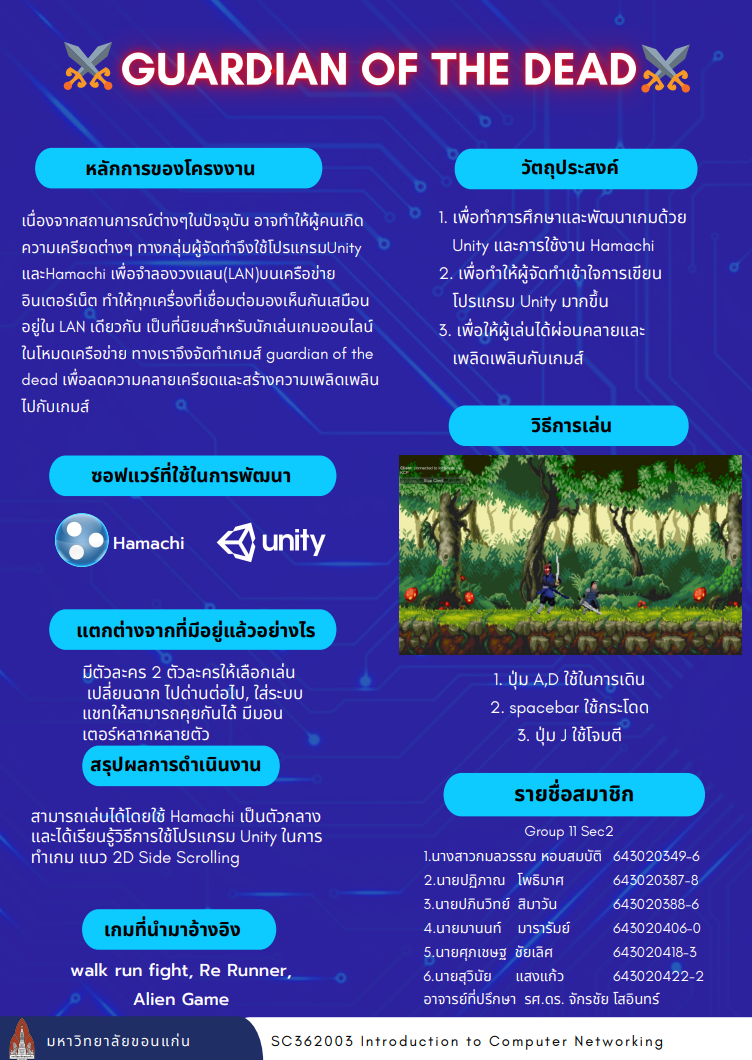 GUARDIAN OF THE DEAD
หลักการของโครงงาน
เนื่องจากสถานการณ์ต่างๆในปัจจุบัน อาจทำให้ผู้คนเกิด
ความเครียดต่างๆ ทางกลุ่มผู้จัดทำจึงใช้โปรแกรมUnity
และHamachi เพื่อจำลองวงแลน(LAN)บนเครือข่าย
อินเตอร์เน็ต ทำให้ทุกเครื่องที่เชื่อมต่อมองเห็นกันเสมือน
อยู่ใน LAN เดียวกัน เป็นที่นิยมสำหรับนักเล่นเกมออนไลน์
ในโหมดเครือข่าย ทางเราจึงจัดทำเกมส์ guardian of the
dead เพื่อลดความคลายเครียดและสร้างความเพลิดเพลิน
ไปกับเกมส์
ซอฟแวร์ที่ใช้ในการพัฒนา
Hamachi
unity
แตกต่างจากที่มีอยู่แล้วอย่างไร
มีตัวละคร 2 ตัวละครให้เลือกเล่น
เปลี่ยนฉาก ไปด่านต่อไป, ใส่ระบบ
แชทให้สามารถคุยกันได้ มีมอน
เตอร์หลากหลายตัว
สรุปผลการดำเนินงาน
สามารถเล่นได้โดยใช้ Hamachi เป็นตัวกลาง
และได้เรียนรู้วิธีการใช้โปรแกรม Unity ในการ
ทำเกม แนว 2D Side Scrolling
เกมที่นำมาอ้างอิง
walk run fight, Re Runner,
Alien Game
วัตถุประสงค์
1. เพื่อทำการศึกษาและพัฒนาเกมด้วย
Unity และการใช้งาน Hamachi
2. เพื่อทำให้ผู้จัดทำเข้าใจการเขียน
โปรแกรม Unity มากขึ้น
3. เพื่อให้ผู้เล่นได้ผ่อนคลายและ
เพลิดเพลินกับเกมส์
วิธีการเล่น
Stop Client
1. ปุ่ม A,D ใช้ในการเดิน
2. spacebar ใช้กระโดด
3. ปุ่ม J ใช้โจมตี
รายชื่อสมาชิก
Group 11 Sec2
1.นางสาวกมลวรรณ หอมสมบัติ 643020349-6
2.นายปฏิภาณ โพธิมาศ 643020387-8
3.นายปภินวิทย์ สิมาวัน 643020388-6
4.นายมานนท์ มารารัมย์ 643020406-0
5.นายศุภเชษฐ ชัยเลิศ 643020418-3
6.นายสุวินัย แสงแก้ว 643020422-2
อาจารย์ที่ปรึกษา รศ.ดร. จักรชัย โสอินทร์
มหาวิทยาลัยขอนแก่น
SC362003 Introduction to Computer Networking